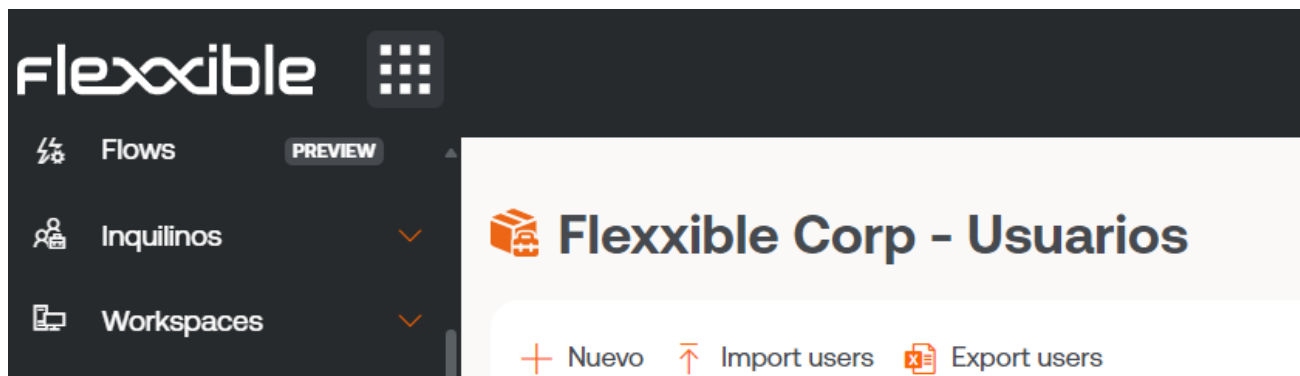 Flexxible
Flows PREVIEW
Inquilinos
Workspaces
Flexxible Corp - Usuarios
Nuevo Import users Export users